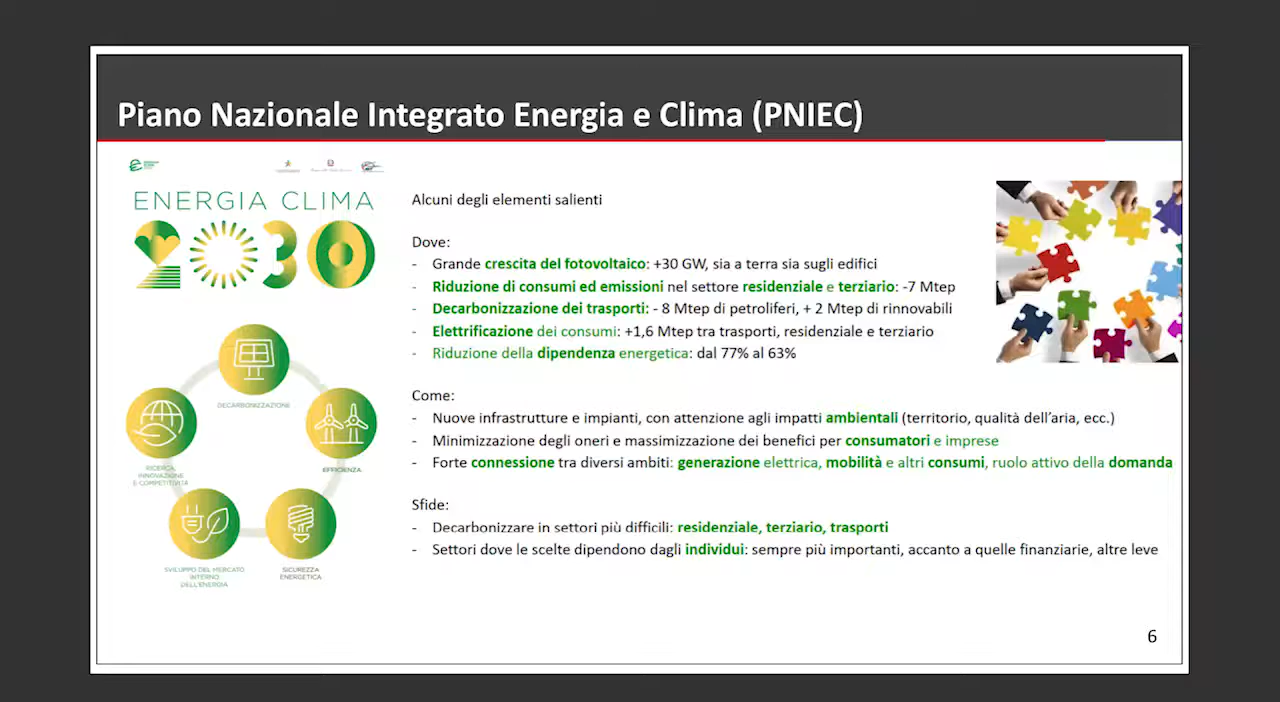 Piano Nazionale Integrato Energia e Clima (PNIEC)
ENERGIA CLIMA
2030
DECARBONIZZAZIONE
EFFICIENZA
SICUREZZA
ENERGETICA
SVILUPPO DEL MERCATO
INTERNO
DELL'ENERGIA
RICERCA,
INNOVAZIONE
E COMPETITIVITÀ
Alcuni degli elementi salienti
Dove:
- Grande crescita del fotovoltaico: +30 GW, sia a terra sia sugli edifici
- Riduzione di consumi ed emissioni nel settore residenziale e terziario: -7 Mtep
- Decarbonizzazione dei trasporti: - 8 Mtep di petroliferi, + 2 Mtep di rinnovabili
- Elettrificazione dei consumi: +1,6 Mtep tra trasporti, residenziale e terziario
- Riduzione della dipendenza energetica: dal 77% al 63%
Come:
- Nuove infrastrutture e impianti, con attenzione agli impatti ambientali (territorio, qualità dell'aria, ecc.)
- Minimizzazione degli oneri e massimizzazione dei benefici per consumatori e imprese
- Forte connessione tra diversi ambiti: generazione elettrica, mobilità e altri consumi, ruolo attivo della domanda
Sfide:
- Decarbonizzare in settori più difficili: residenziale, terziario, trasporti
- Settori dove le scelte dipendono dagli individui: sempre più importanti, accanto a quelle finanziarie, altre leve
6